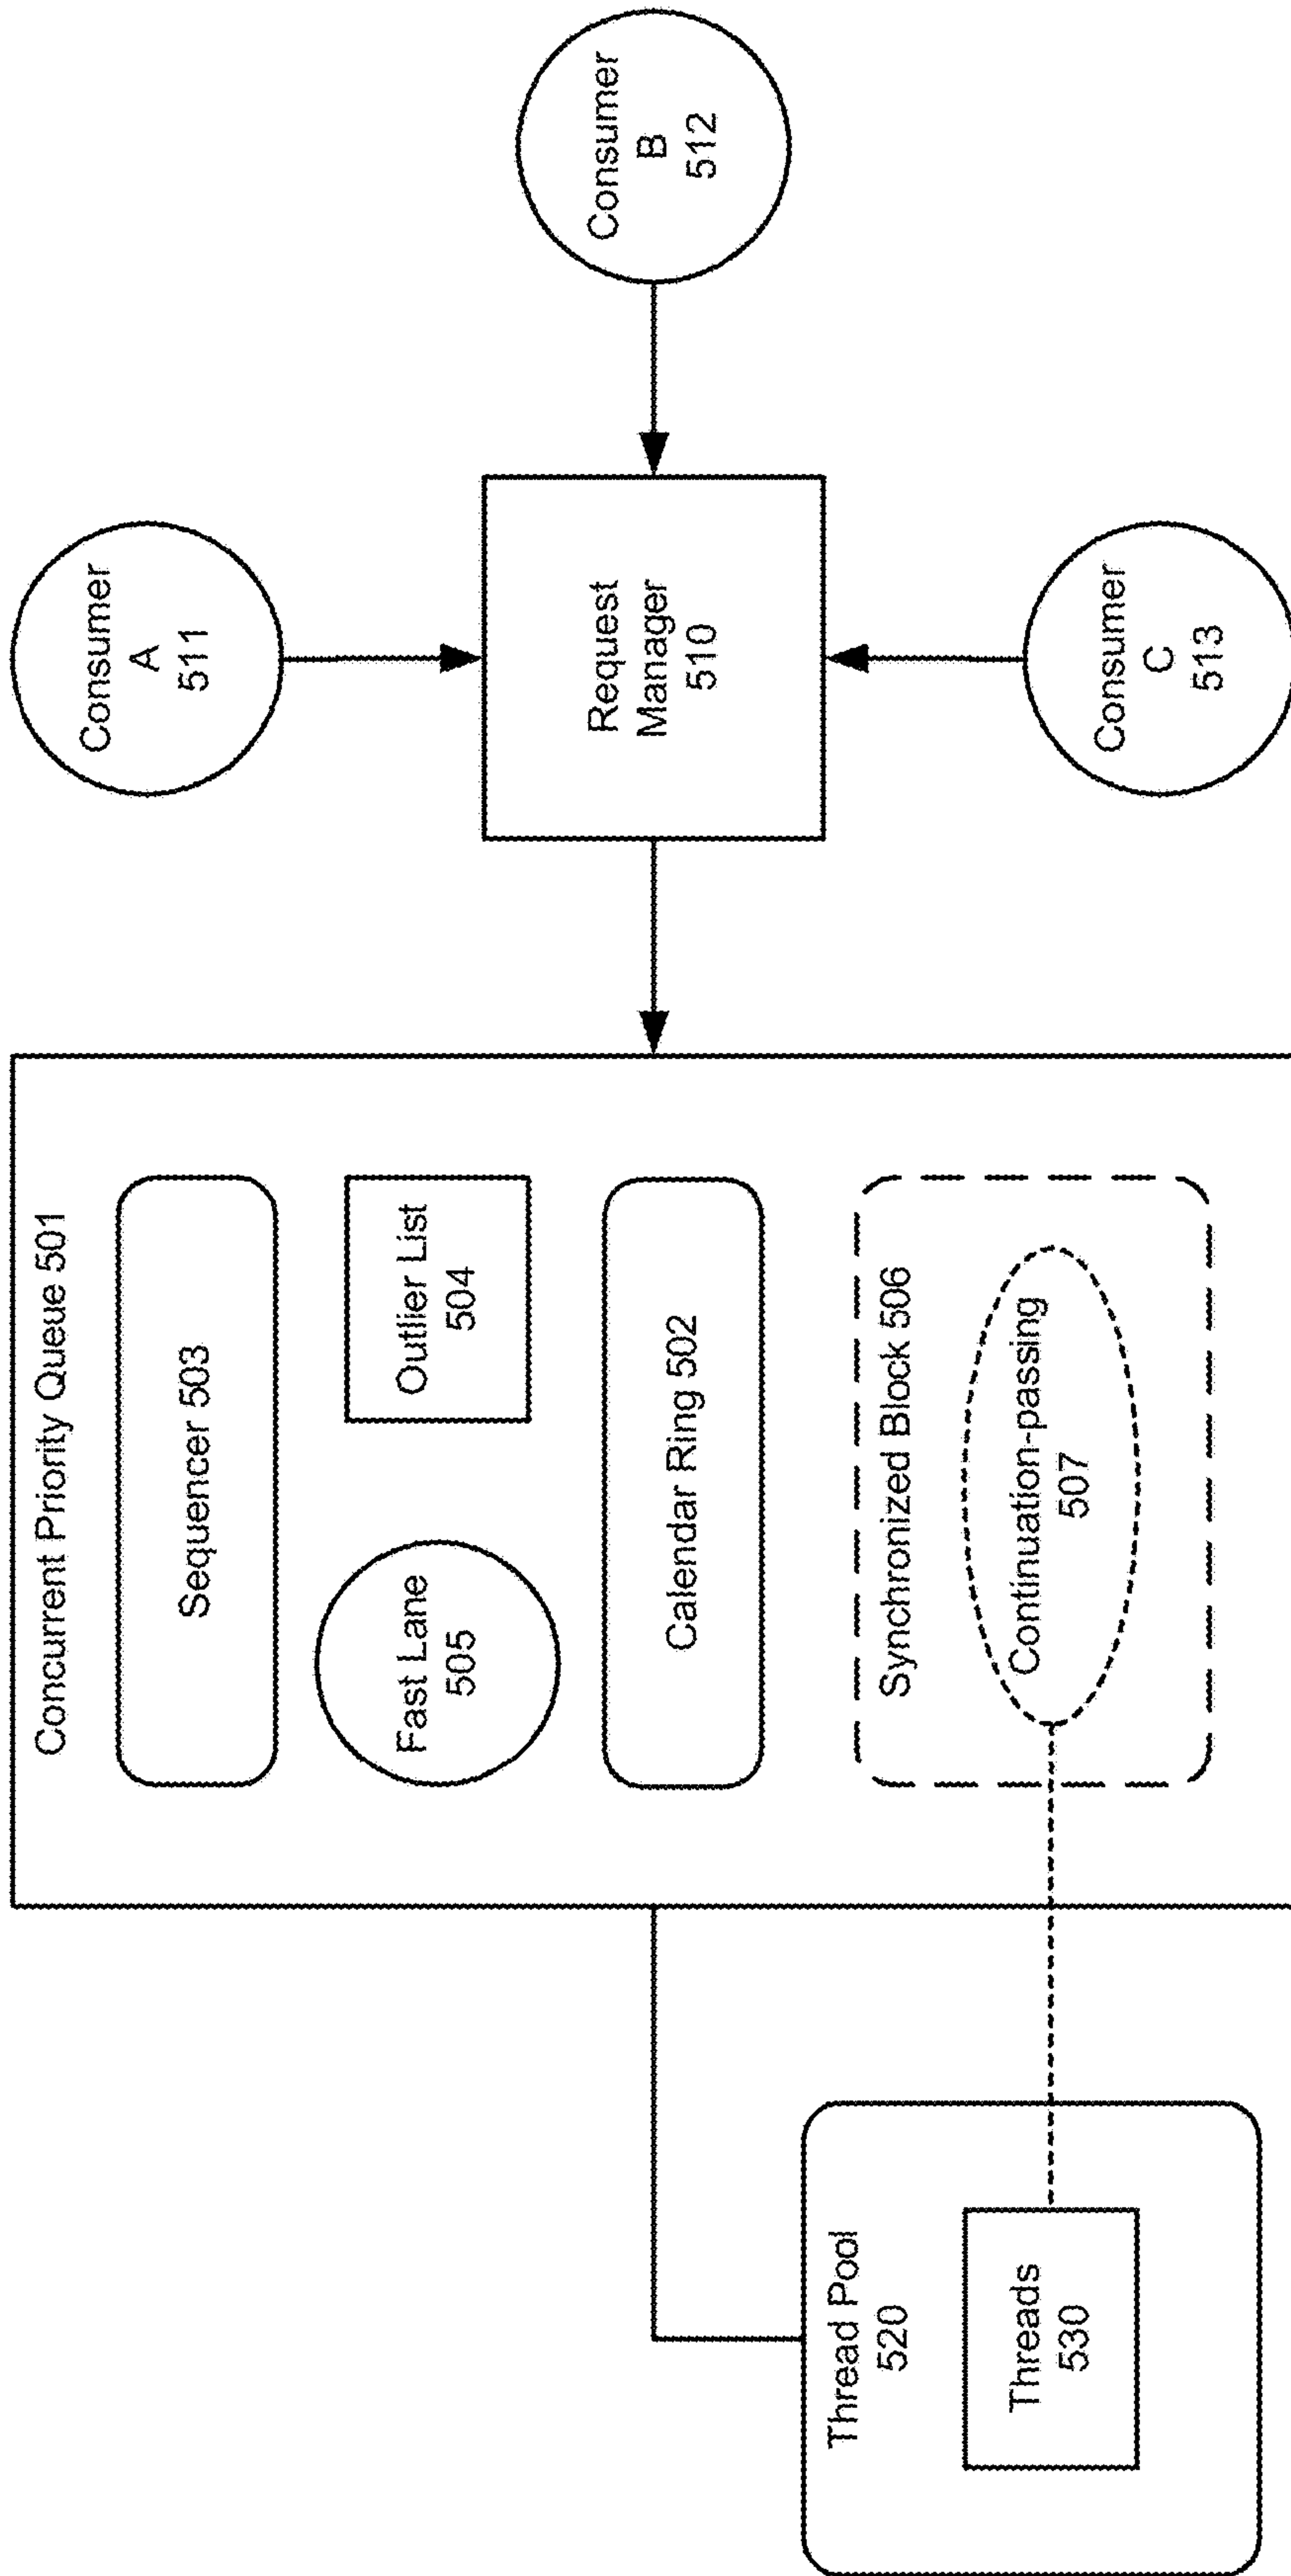 Thread Pool
520
Threads
530
Concurrent Priority Queue 501
Sequencer 503
Fast Lane
505
Outlier List
504
Calendar Ring 502
Synchronized Block 506
Continuation-passing
507
Consumer
A
511
Request
Manager
510
Consumer
C
513
Consumer
B
512